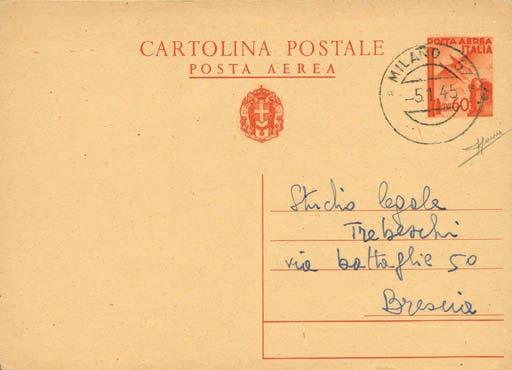 POSTA AEREA
ITALIA
CARTOLINA POSTALE
POSTA AEREA
MILANO 57
-5.1.45
60
Studio legale
Trebeschi
via battaglie 50
Brescia